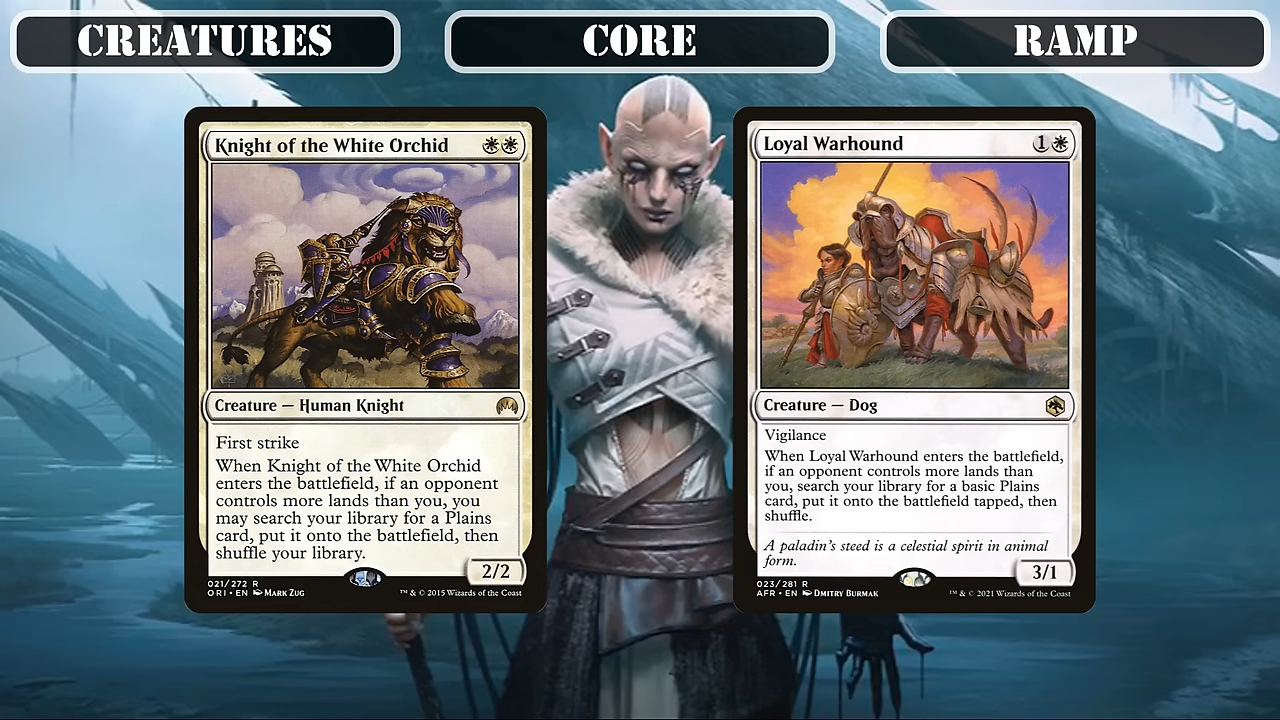 CREATURES
CORE
RAMP
Knight of the White Orchid
Creature — Human Knight
First strike
When Knight of the White Orchid
enters the battlefield, if an opponent
controls more lands than you, you
may search your library for a Plains
card, put it onto the battlefield, then
shuffle your library.
2/2
021/272 R
ORI • EN Mark Zug
™ & © 2015 Wizards of the Coast
Loyal Warhound
1
Creature — Dog
Vigilance
When Loyal Warhound enters the battlefield,
if an opponent controls more lands than
you, search your library for a basic Plains
card, put it onto the battlefield tapped, then
shuffle.
A paladin's steed is a celestial spirit in animal
form.
3/1
023/281 R
AFR • EN Dmitry Burmak
™ & © 2021 Wizards of the Coast